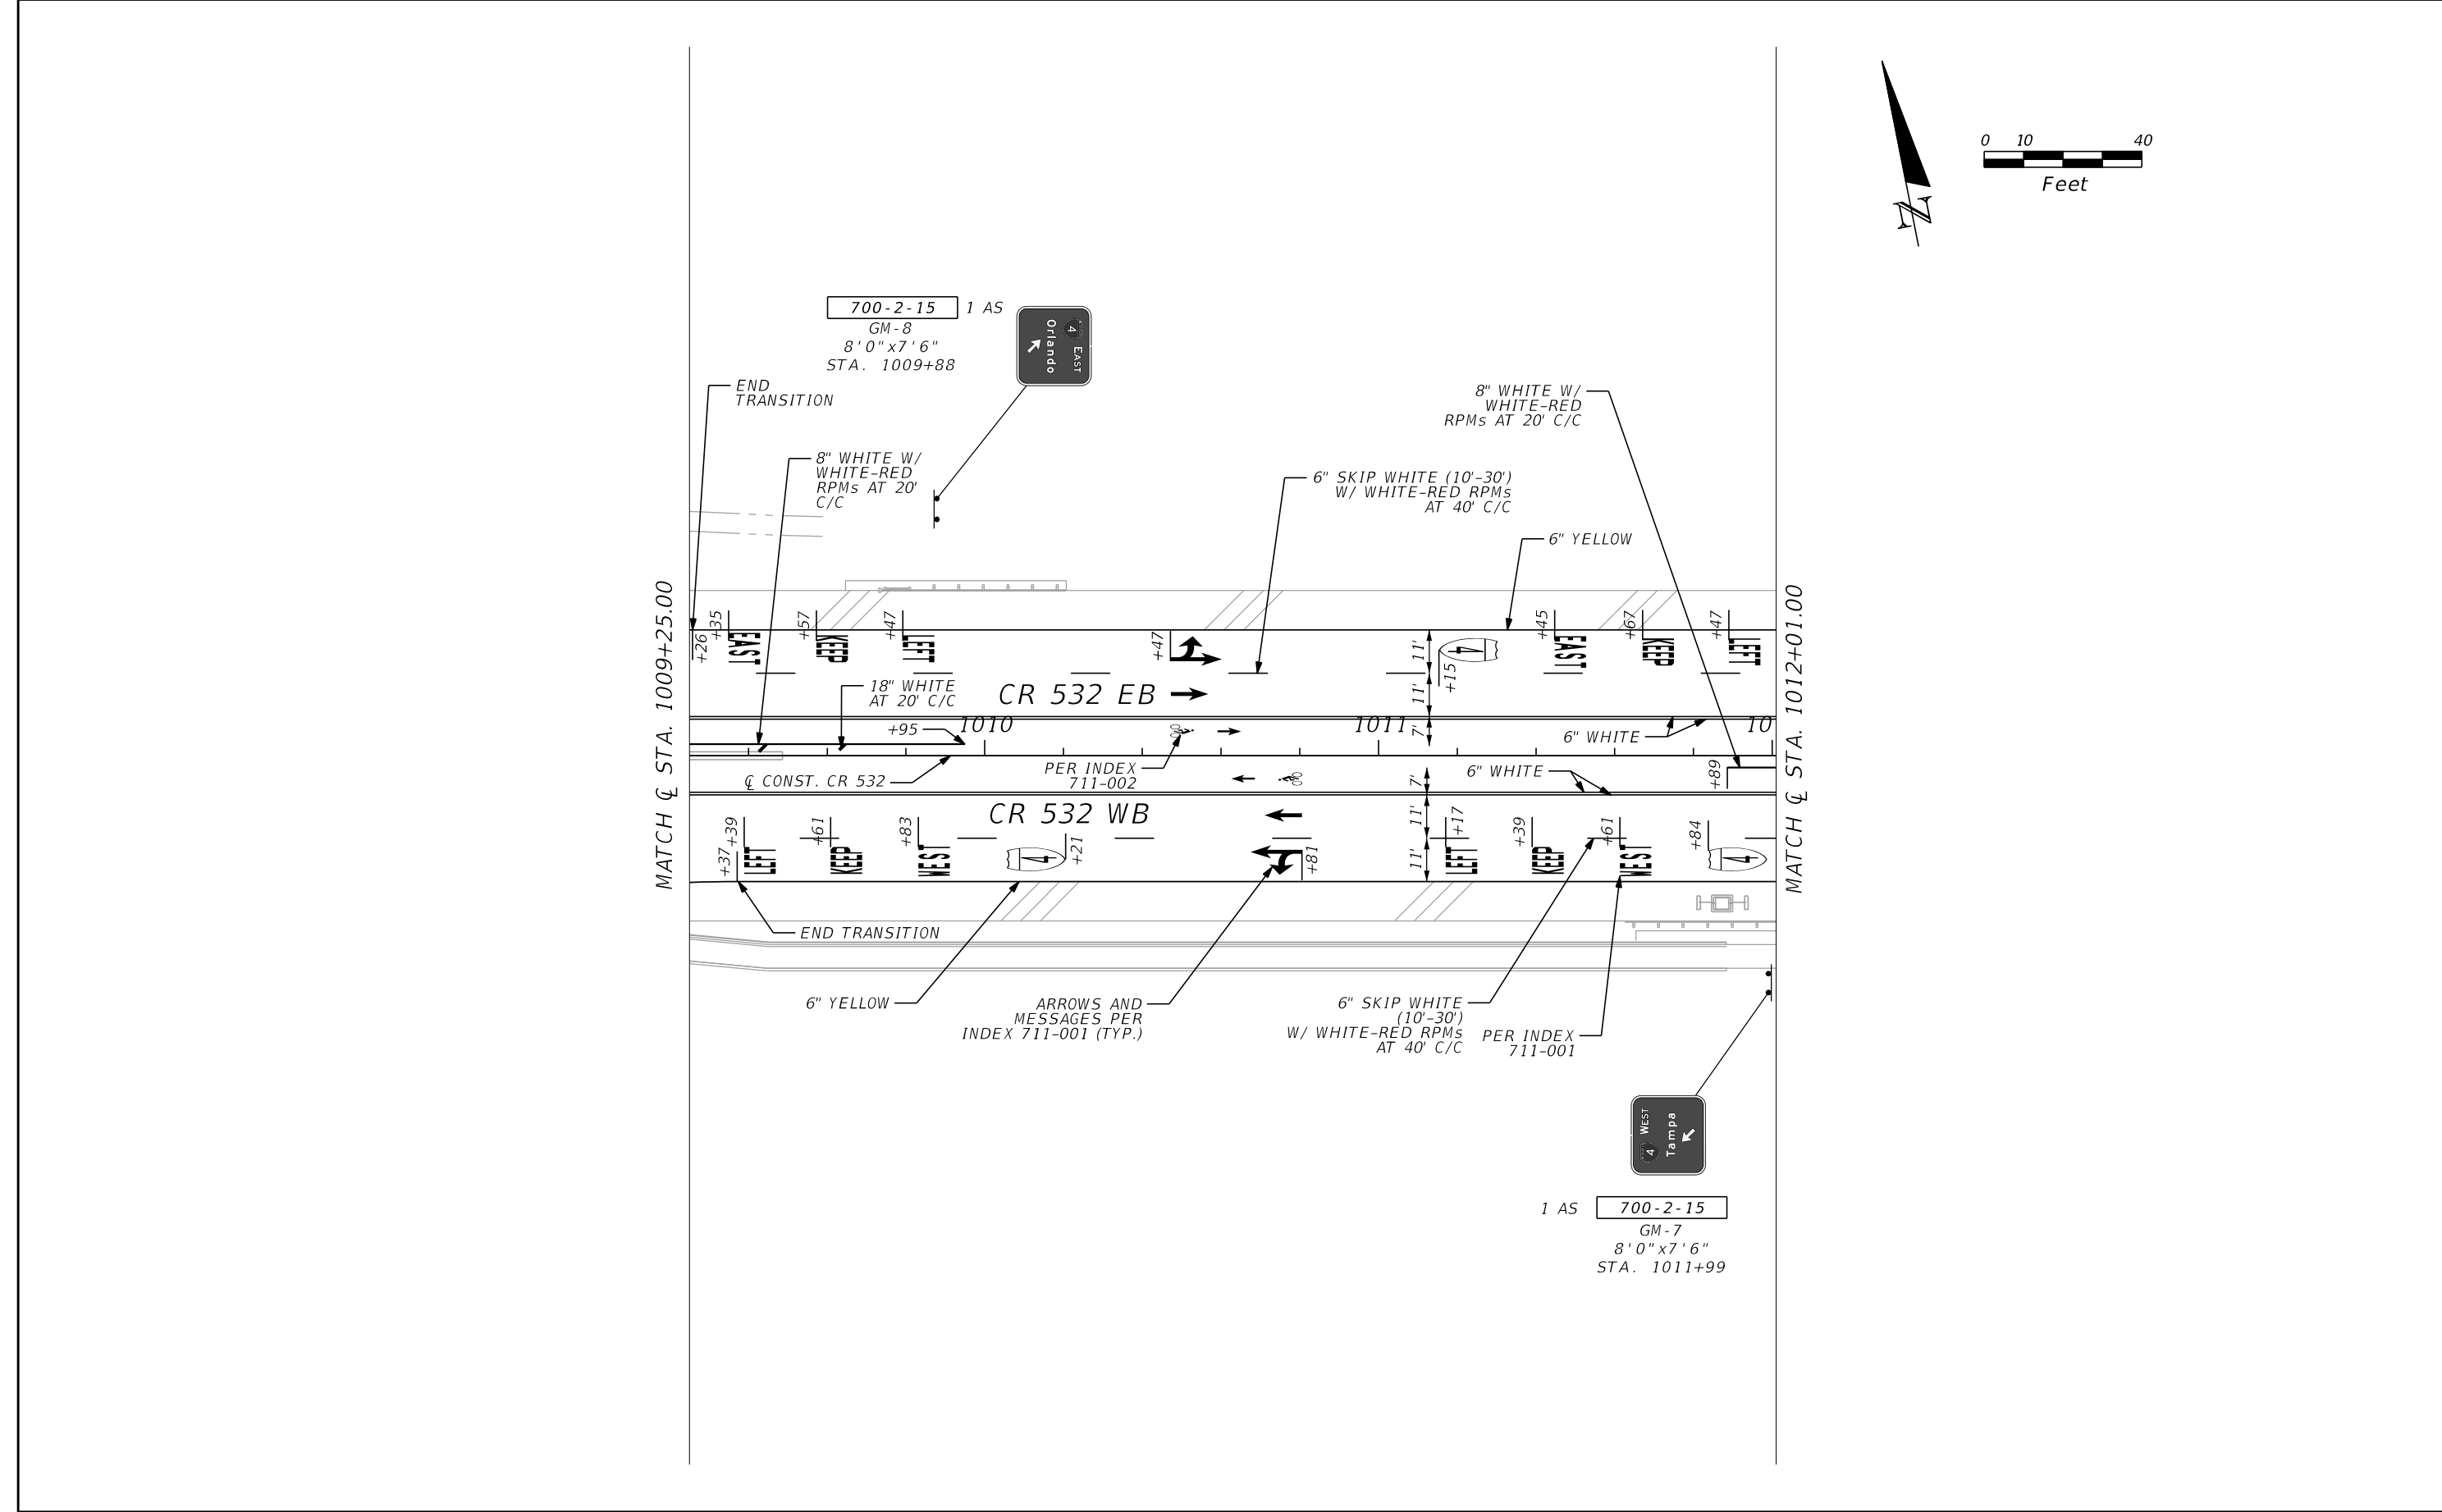 0 10 40
Feet
N
700-2-15 1 AS
GM-8
8'0"x7'6"
STA. 1009+88
EAST
4
Orlando
END
TRANSITION
8" WHITE W/
WHITE-RED
RPMs AT 20'
C/C
8" WHITE W/
WHITE-RED
RPMs AT 20' C/C
6" SKIP WHITE (10'-30')
W/ WHITE-RED RPMs
AT 40' C/C
6" YELLOW
MATCH ℄ STA. 1009+25.00
MATCH ℄ STA. 1012+01.00
+26
+35
EAST
+57
KEEP
+47
LEFT
+47
11'
+15
4
+45
EAST
+67
KEEP
+47
LEFT
18" WHITE
AT 20' C/C
CR 532 EB
11'
+95
1010
1011
10
7'
6" WHITE
℄ CONST. CR 532
PER INDEX
711-002
7'
6" WHITE
+89
CR 532 WB
11'
+37
+39
LEFT
+61
KEEP
+83
WEST
4
+21
+81
11'
+17
LEFT
+39
KEEP
+61
WEST
+84
4
END TRANSITION
6" YELLOW
ARROWS AND
MESSAGES PER
INDEX 711-001 (TYP.)
6" SKIP WHITE
(10'-30')
W/ WHITE-RED RPMs
AT 40' C/C
PER INDEX
711-001
WEST
4
Tampa
1 AS 700-2-15
GM-7
8'0"x7'6"
STA. 1011+99